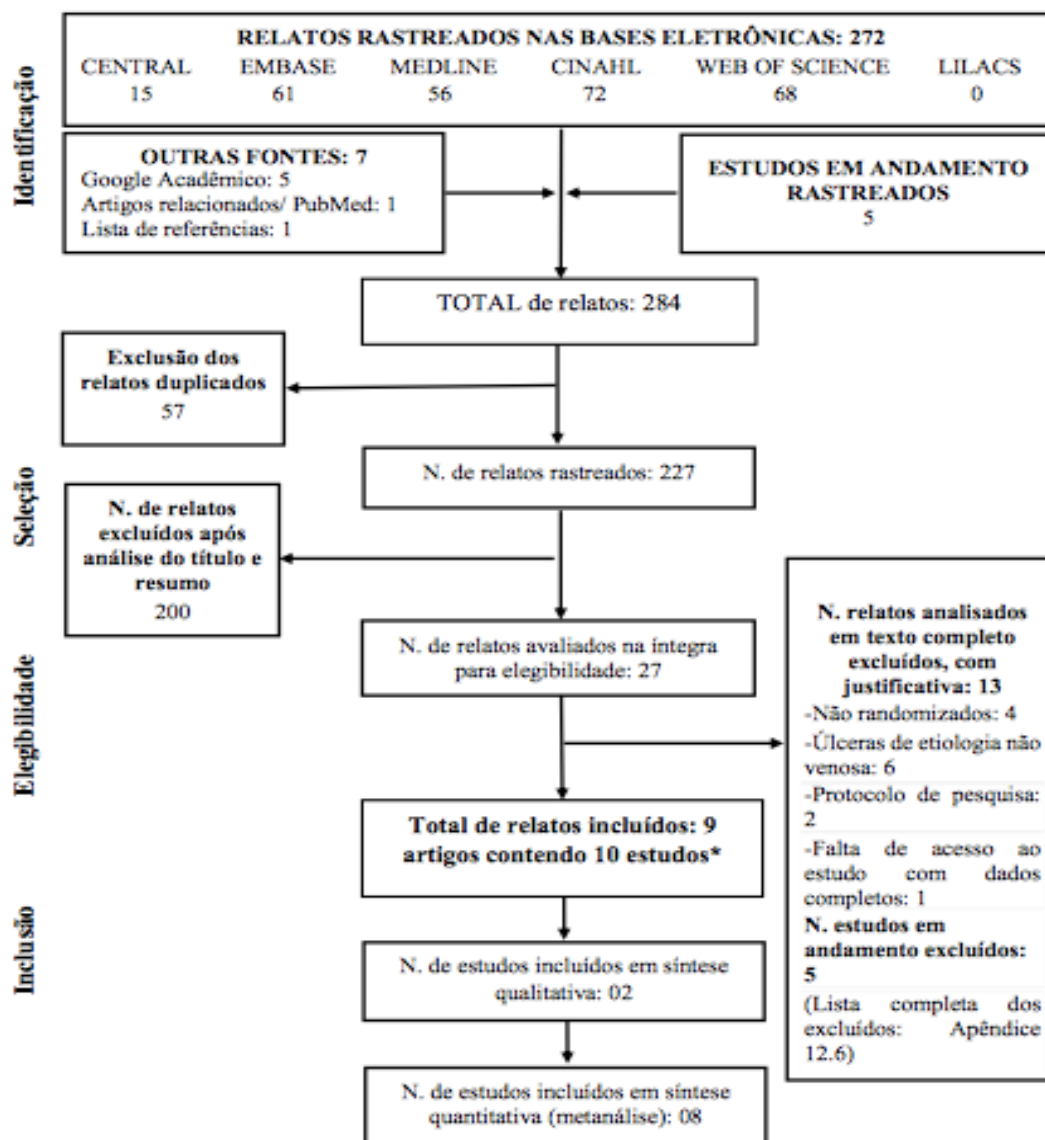 RELATOS RASTREADOS NAS BASES ELETRÔNICAS: 272
CENTRAL EMBASE MEDLINE CINAHL WEB OF SCIENCE LILACS
15 61 56 72 68 0
Identificação
OUTRAS FONTES: 7
Google Acadêmico: 5
Artigos relacionados/ PubMed: 1
Lista de referências: 1
ESTUDOS EM ANDAMENTO
RASTREADOS
5
TOTAL de relatos: 284
Exclusão dos
relatos duplicados
57
Seleção
N. de relatos rastreados: 227
N. de relatos
excluídos após
análise do título e
resumo
200
Elegibilidade
N. de relatos avaliados na íntegra
para elegibilidade: 27
N. relatos analisados
em texto completo
excluídos, com
justificativa: 13
-Não randomizados: 4
-Úlceras de etiologia não
venosa: 6
-Protocolo de pesquisa:
2
-Falta de acesso ao
estudo com dados
completos: 1
N. estudos em
andamento excluídos:
5
(Lista completa dos
excluídos: Apêndice
12.6)
Total de relatos incluídos: 9
artigos contendo 10 estudos*
Inclusão
N. de estudos incluídos em síntese
qualitativa: 02
N. de estudos incluídos em síntese
quantitativa (metanálise): 08